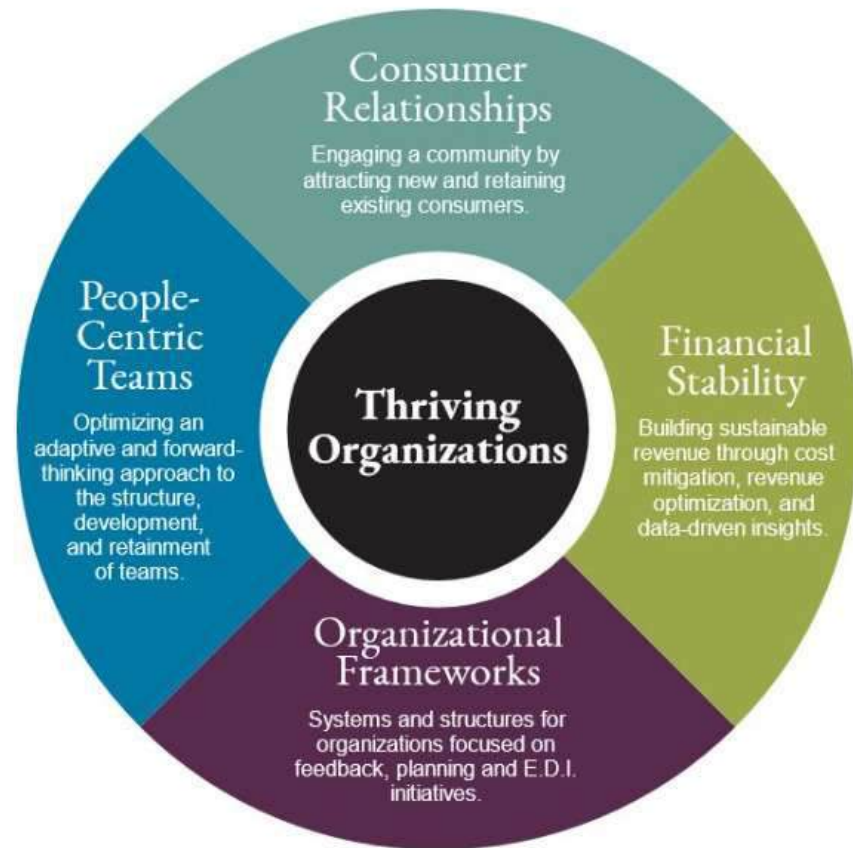 Consumer
Relationships
Engaging a community by
attracting new and retaining
existing consumers.
People-
Centric
Teams
Optimizing an
adaptive and forward-
thinking approach to
the structure,
development,
and retainment
of teams.
Thriving
Organizations
Financial
Stability
Building sustainable
revenue through cost
mitigation, revenue
optimization, and
data-driven insights.
Organizational
Frameworks
Systems and structures for
organizations focused on
feedback, planning and E.D.I.
initiatives.